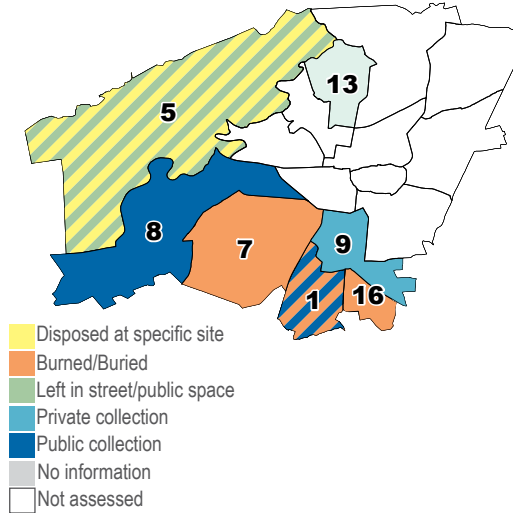 13
5
8
7
9
1
16
Disposed at specific site
Burned/Buried
Left in street/public space
Private collection
Public collection
No information
Not assessed